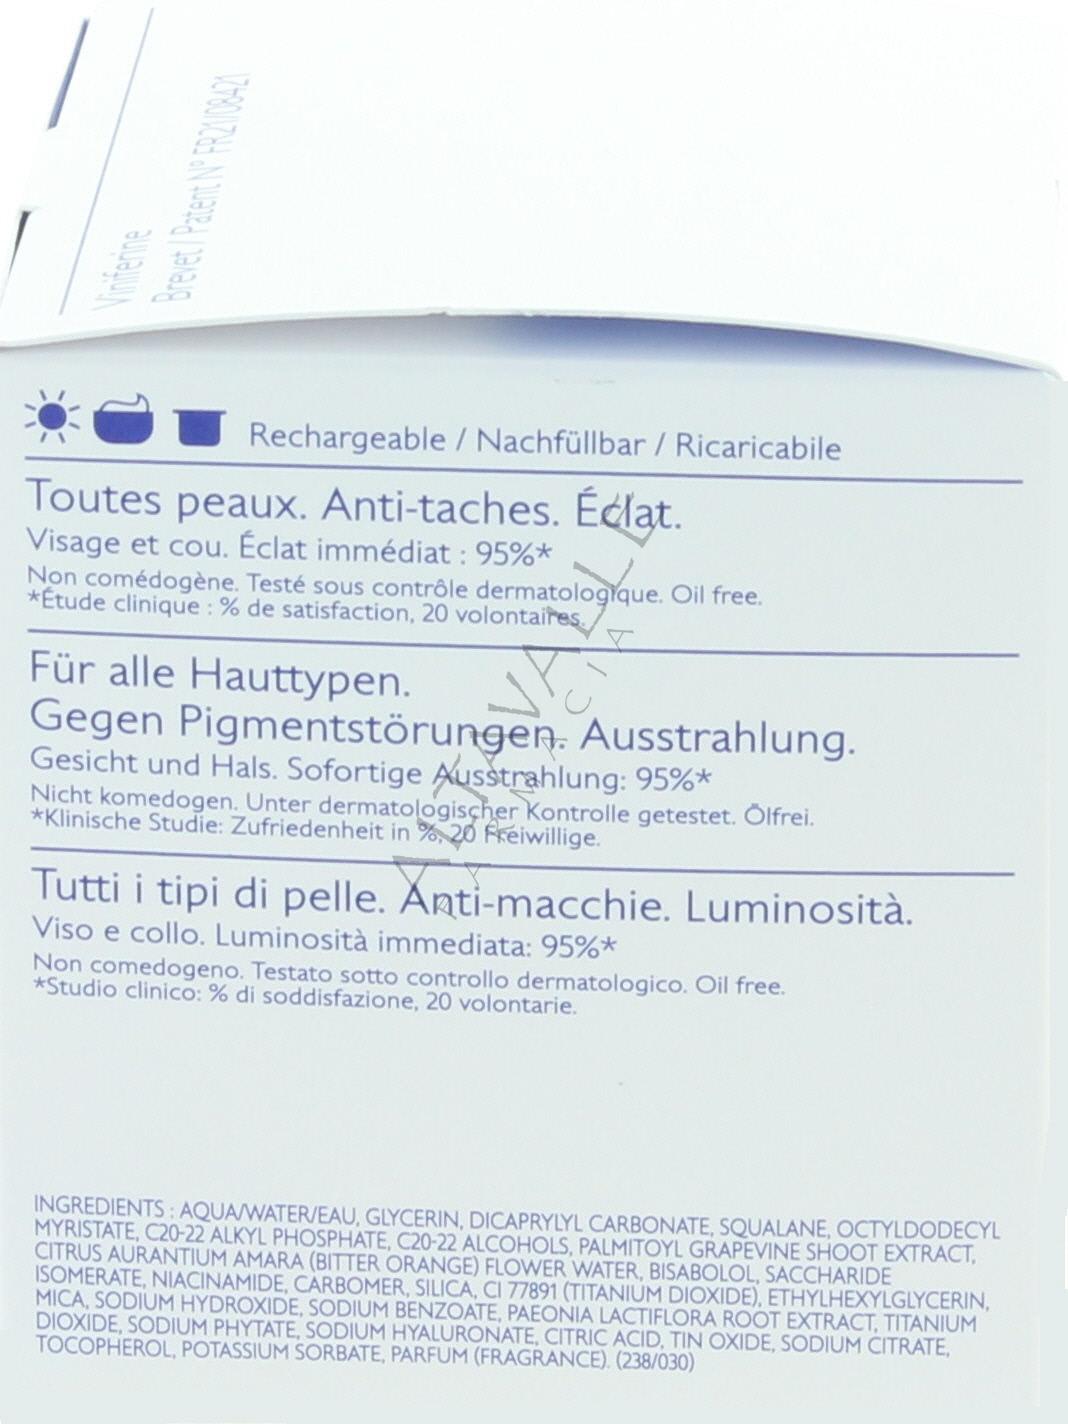 Viniferine
Brevet / Patent N° FR21/08421
Rechargeable / Nachfüllbar / Ricaricabile
Toutes peaux. Anti-taches. Éclat.
Visage et cou. Éclat immédiat : 95%*
Non comédogène. Testé sous contrôle dermatologique. Oil free.
*Étude clinique : % de satisfaction, 20 volontaires.
Für alle Hauttypen.
Gegen Pigmentstörungen. Ausstrahlung.
Gesicht und Hals. Sofortige Ausstrahlung: 95%*
Nicht komedogen. Unter dermatologischer Kontrolle getestet. Ölfrei.
*Klinische Studie: Zufriedenheit in %, 20 Freiwillige.
Tutti i tipi di pelle. Anti-macchie. Luminosità.
Viso e collo. Luminosità immediata: 95%*
Non comedogeno. Testato sotto controllo dermatologico. Oil free.
*Studio clinico: % di soddisfazione, 20 volontarie.
INGREDIENTS : AQUA/WATER/EAU, GLYCERIN, DICAPRYLYL CARBONATE, SQUALANE, OCTYLDODECYL
MYRISTATE, C20-22 ALKYL PHOSPHATE, C20-22 ALCOHOLS, PALMITOYL GRAPEVINE SHOOT EXTRACT,
CITRUS AURANTIUM AMARA (BITTER ORANGE) FLOWER WATER, BISABOLOL, SACCHARIDE
ISOMERATE, NIACINAMIDE, CARBOMER, SILICA, CI 77891 (TITANIUM DIOXIDE), ETHYLHEXYLGLYCERIN,
MICA, SODIUM HYDROXIDE, SODIUM BENZOATE, PAEONIA LACTIFLORA ROOT EXTRACT, TITANIUM
DIOXIDE, SODIUM PHYTATE, SODIUM HYALURONATE, CITRIC ACID, TIN OXIDE, SODIUM CITRATE,
TOCOPHEROL, POTASSIUM SORBATE, PARFUM (FRAGRANCE). (238/030)
ALTAVALLE
FARMACIA